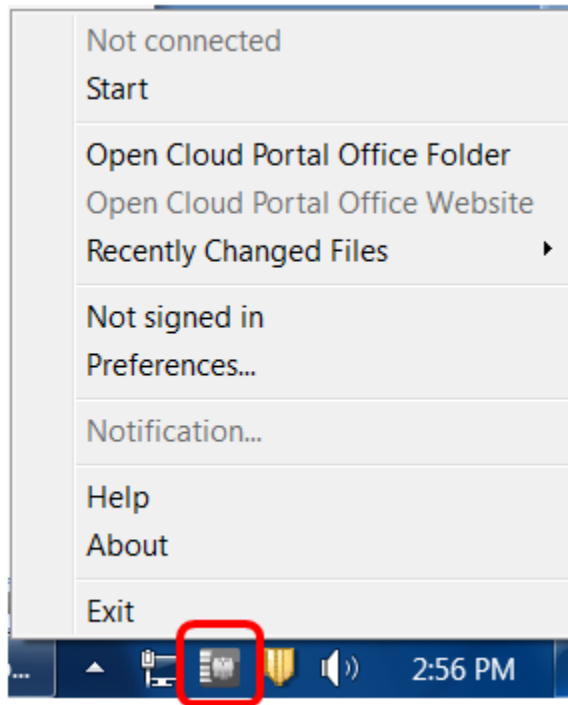 Not connected
Start
Open Cloud Portal Office Folder
Open Cloud Portal Office Website
Recently Changed Files
Not signed in
Preferences...
Notification...
Help
About
Exit
... 2:56 PM